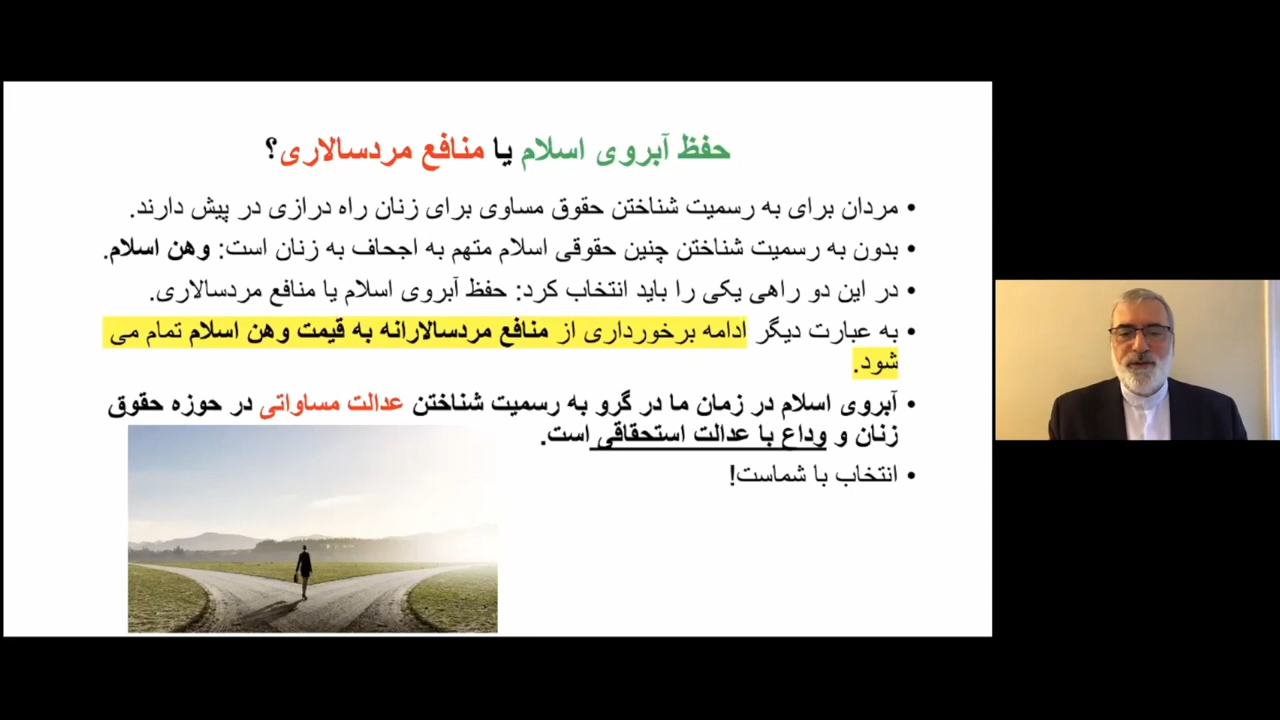 حفظ آبروی اسلام یا منافع مردسالاری؟
• مردان برای به رسمیت شناختن حقوق مساوی برای زنان راه درازی در پیش دارند.
• بدون به رسمیت شناختن چنین حقوقی اسلام متهم به اجحاف به زنان است: وهن اسلام.
• در این دو راهی یکی را باید انتخاب کرد: حفظ آبروی اسلام یا منافع مردسالاری.
• به عبارت دیگر ادامه برخورداری از منافع مردسالارانه به قیمت وهن اسلام تمام می
شود.
• آبروی اسلام در زمان ما در گرو به رسمیت شناختن عدالت مساواتی در حوزه حقوق
زنان و وداع با عدالت استحقاقی است.
• انتخاب با شماست!